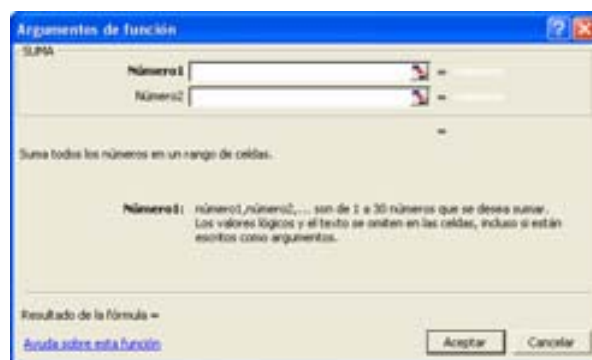 Argumentos de función
SUMA
Número1 =
Número2 =
=
Suma todos los números en un rango de celdas.
Número1: número1,número2,... son de 1 a 30 números que se desea sumar.
Los valores lógicos y el texto se omiten en las celdas, incluso si están
escritos como argumentos.
Resultado de la fórmula =
Ayuda sobre esta función
Aceptar Cancelar